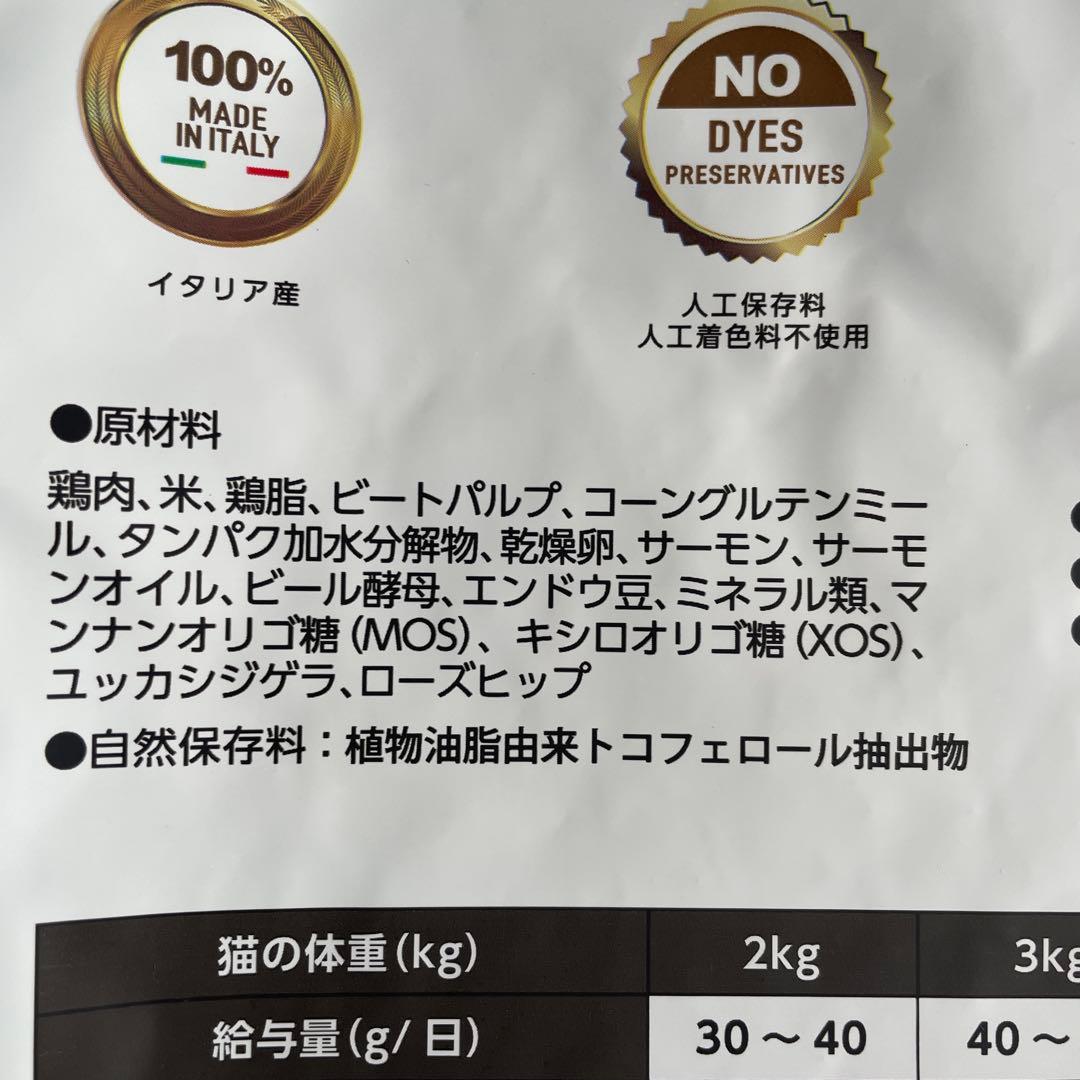 100%
MADE
IN ITALY
イタリア産
NO
DYES
PRESERVATIVES
人工保存料
人工着色料不使用
●原材料
鶏肉、米、鶏脂、ビートパルプ、コーングルテンミー
ル、タンパク加水分解物、乾燥卵、サーモン、サーモ
ンオイル、ビール酵母、エンドウ豆、ミネラル類、マ
ンナンオリゴ糖(MOS)、キシロオリゴ糖(XOS)、
ユッカシジゲラ、ローズヒップ
●自然保存料：植物油脂由来トコフェロール抽出物
猫の体重(kg) 2kg 3kg
給与量(g/日) 30～40 40～